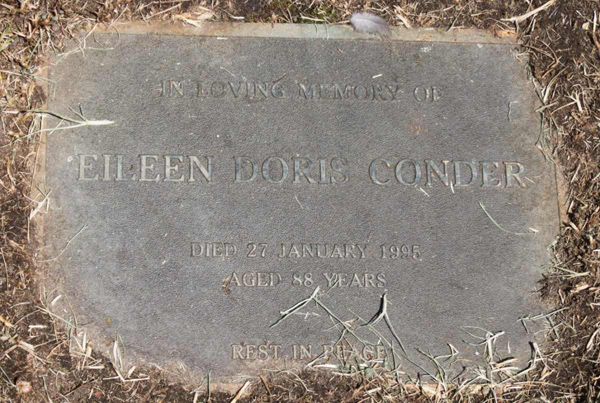 IN LOVING MEMORY OF
EILEEN DORIS CONDER
DIED 27 JANUARY 1995
AGED 88 YEARS
REST IN PEACE